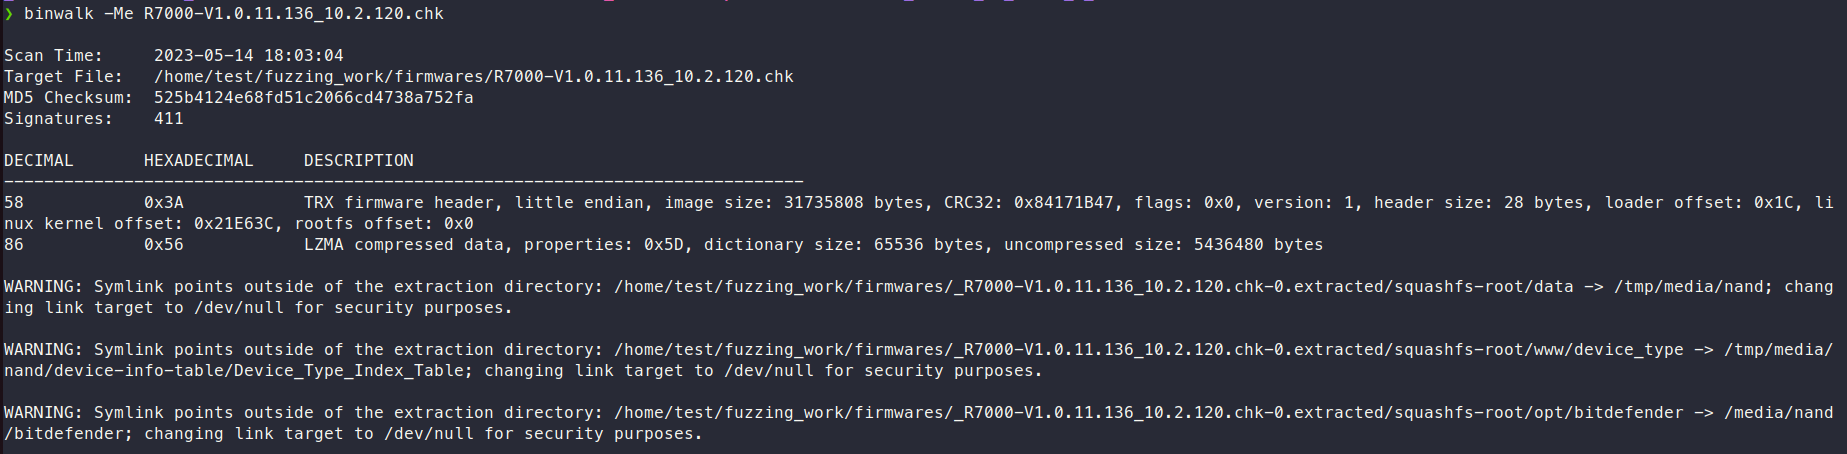 ❯ binwalk -Me R7000-V1.0.11.136_10.2.120.chk
Scan Time:     2023-05-14 18:03:04
Target File:   /home/test/fuzzing_work/firmwares/R7000-V1.0.11.136_10.2.120.chk
MD5 Checksum:  525b4124e68fd51c2066cd4738a752fa
Signatures:    411
DECIMAL       HEXADECIMAL     DESCRIPTION
--------------------------------------------------------------------------------
58            0x3A            TRX firmware header, little endian, image size: 31735808 bytes, CRC32: 0x84171B47, flags: 0x0, version: 1, header size: 28 bytes, loader offset: 0x1C, li
nux kernel offset: 0x21E63C, rootfs offset: 0x0
86            0x56            LZMA compressed data, properties: 0x5D, dictionary size: 65536 bytes, uncompressed size: 5436480 bytes
WARNING: Symlink points outside of the extraction directory: /home/test/fuzzing_work/firmwares/_R7000-V1.0.11.136_10.2.120.chk-0.extracted/squashfs-root/data -> /tmp/media/nand; chang
ing link target to /dev/null for security purposes.
WARNING: Symlink points outside of the extraction directory: /home/test/fuzzing_work/firmwares/_R7000-V1.0.11.136_10.2.120.chk-0.extracted/squashfs-root/www/device_type -> /tmp/media/
nand/device-info-table/Device_Type_Index_Table; changing link target to /dev/null for security purposes.
WARNING: Symlink points outside of the extraction directory: /home/test/fuzzing_work/firmwares/_R7000-V1.0.11.136_10.2.120.chk-0.extracted/squashfs-root/opt/bitdefender -> /media/nand
/bitdefender; changing link target to /dev/null for security purposes.